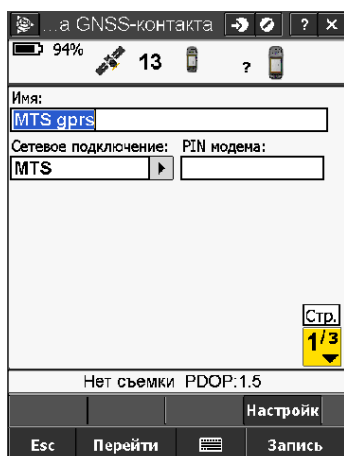 ...а GNSS-контакта ? X
94% 13 ?
Имя:
MTS gprs
Сетевое подключение: PIN модема:
MTS
Стр.
1/3
Нет съемки PDOP:1.5
Настройк
Esc Перейти Запись